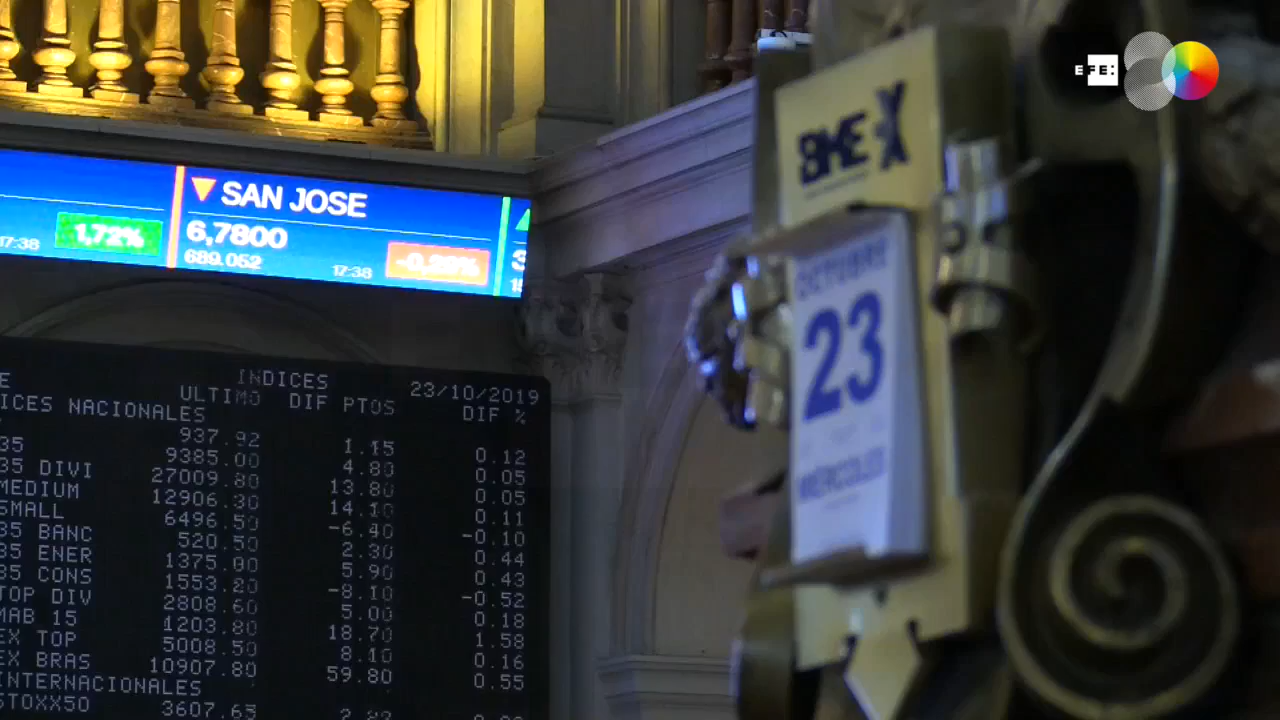 EFE:
BME X
SAN JOSE
6,7800
1,72%
17:38
689.052
17:38
OCTUBRE
23
MIÉRCOLES
INDICES
23/10/2019
ULTIMO DIF PTOS DIF %
ICES NACIONALES
937.92 1.15 0.12
35 9385.00 4.80 0.05
35 DIVI 27009.80 13.80 0.05
MEDIUM 12906.30 14.10 0.11
SMALL 6496.50 -6.40 -0.10
35 BANC 520.50 2.30 0.44
35 ENER 1375.00 5.90 0.43
35 CONS 1553.20 -8.10 -0.52
TOP DIV 2808.60 5.00 0.18
MAB 15 1203.80 18.70 1.58
EX TOP 5008.50 8.10 0.16
EX BRAS 10907.80 59.80 0.55
INTERNACIONALES
STOXX50 3607.65